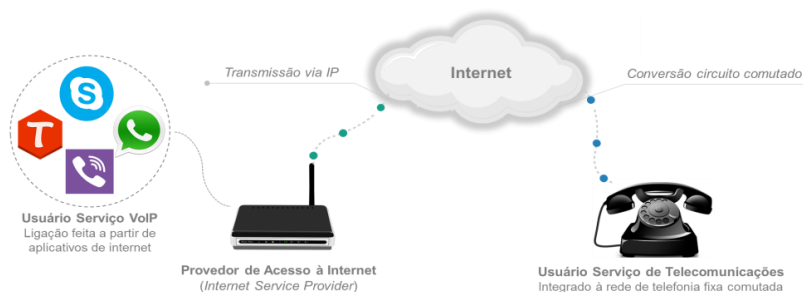 Transmissão via IP
Internet
Conversão circuito comutado
S
T
Usuário Serviço VoIP
Ligação feita a partir de
aplicativos de internet
Provedor de Acesso à Internet
(Internet Service Provider)
Usuário Serviço de Telecomunicações
Integrado à rede de telefonia fixa comutada